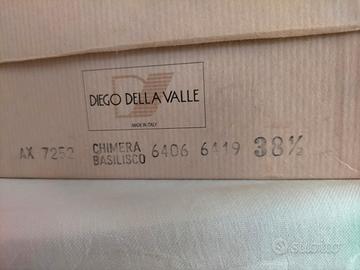 DIEGO DELLA VALLE
MADE IN ITALY
AX 7252 CHIMERA BASILISCO 6406 6419 38½
subito